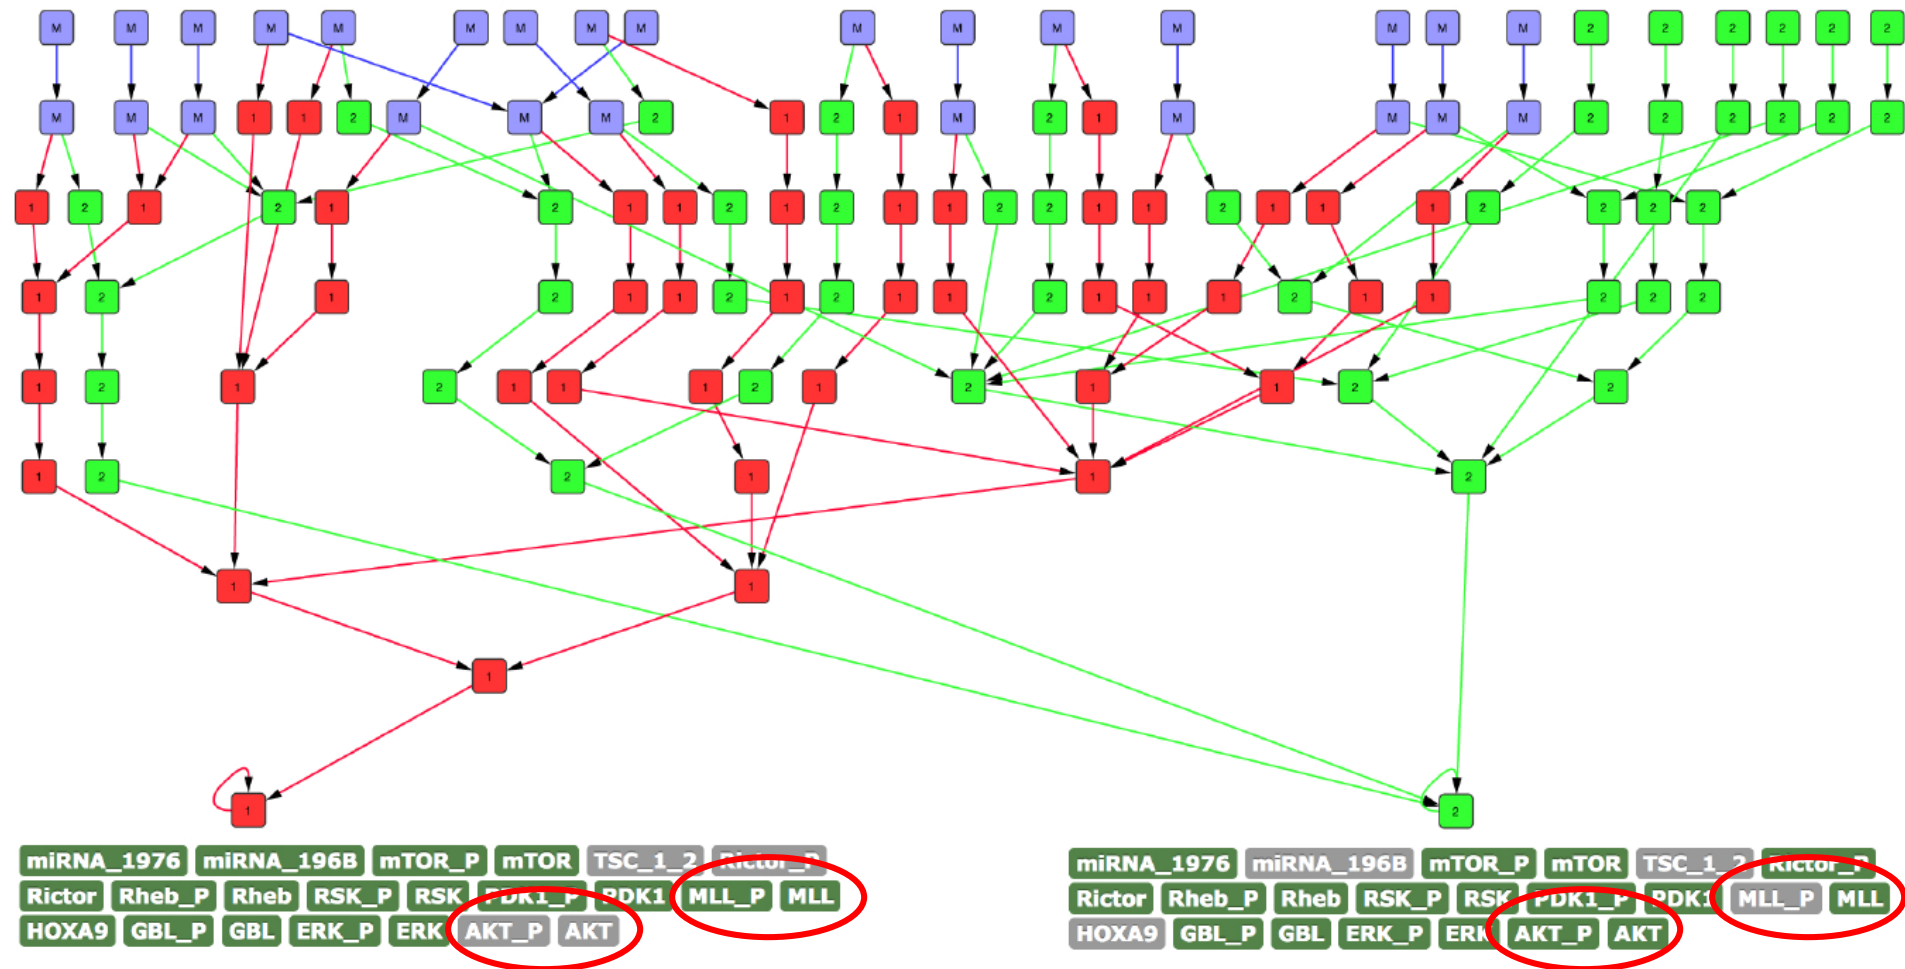 M M M M M M M M M M M M M M M M 2 2 2 2 2 2
M M M 1 1 2 M M M 2 1 2 1 M 2 1 M M M M 2 2 2 2 2 2
1 2 1 2 1 2 1 1 2 1 2 1 1 2 2 1 1 2 1 1 1 2 2 2 2
1 2 1 2 1 1 2 1 2 1 1 2 1 1 1 2 1 1 2 2 2
1 2 1 2 1 1 1 2 1 2 1 1 2 2
1 2 2 1 1 2
1 1
1
1 2
miRNA_1976 miRNA_196B mTOR_P mTOR TSC_1_2 Rictor_P
Rictor Rheb_P Rheb RSK_P RSK PDK1_P PDK1 MLL_P MLL
HOXA9 GBL_P GBL ERK_P ERK AKT_P AKT
miRNA_1976 miRNA_196B mTOR_P mTOR TSC_1_2 Rictor_P
Rictor Rheb_P Rheb RSK_P RSK PDK1_P PDK1 MLL_P MLL
HOXA9 GBL_P GBL ERK_P ERK AKT_P AKT